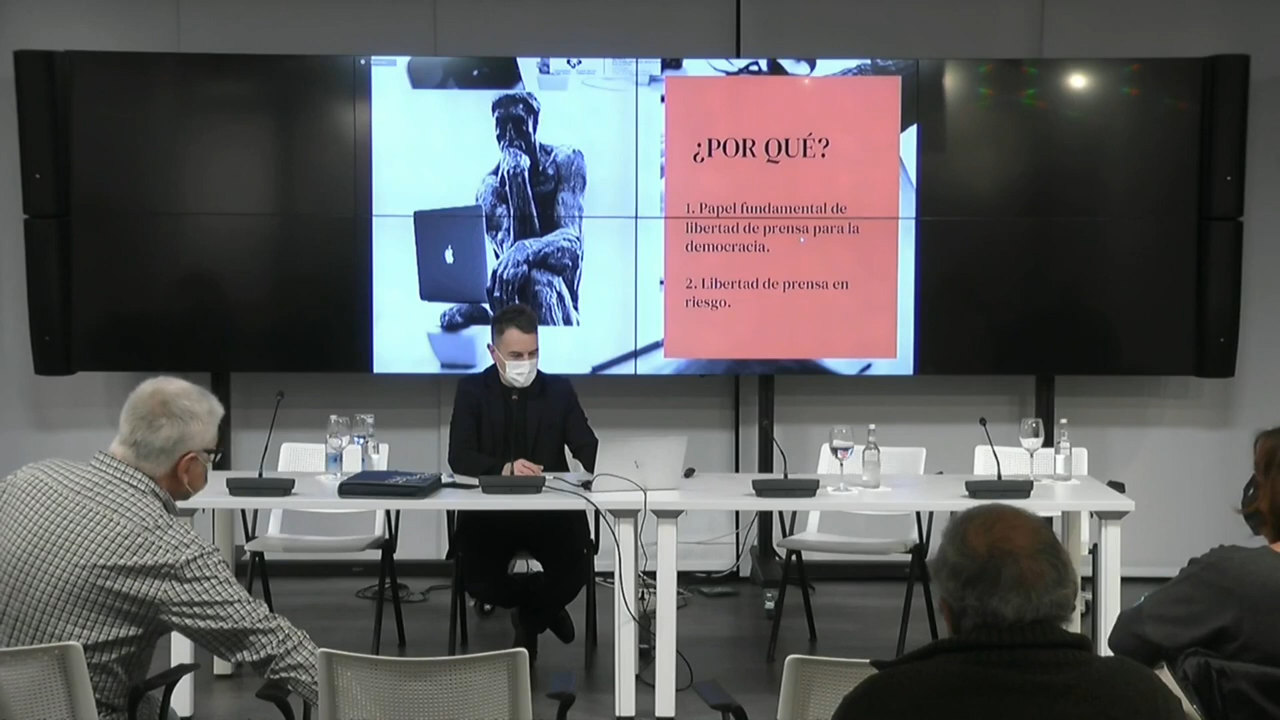 ¿POR QUÉ?
1. Papel fundamental de
libertad de prensa para la
democracia.
2. Libertad de prensa en
riesgo.